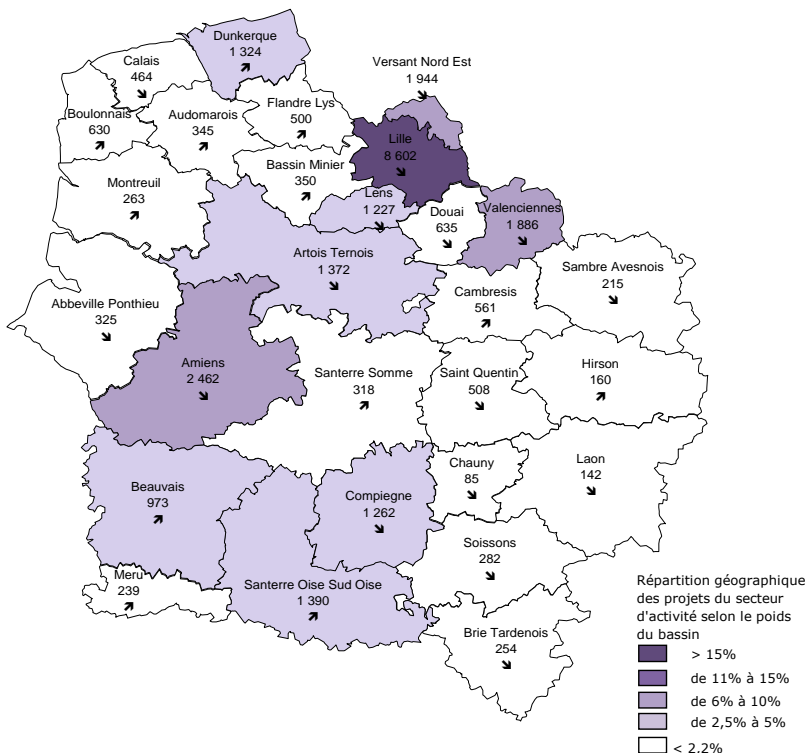 Dunkerque
1 324
Calais
464
Versant Nord Est
1 944
Boulonnais
630
Audomarois
345
Flandre Lys
500
Lille
8 602
Bassin Minier
350
Montreuil
263
Lens
1 227
Douai
635
Valenciennes
1 886
Artois Ternois
1 372
Sambre Avesnois
215
Abbeville Ponthieu
325
Cambresis
561
Amiens
2 462
Santerre Somme
318
Saint Quentin
508
Hirson
160
Beauvais
973
Compiegne
1 262
Chauny
85
Laon
142
Soissons
282
Meru
239
Santerre Oise Sud Oise
1 390
Brie Tardenois
254
Répartition géographique
des projets du secteur
d'activité selon le poids
du bassin
> 15%
de 11% à 15%
de 6% à 10%
de 2,5% à 5%
< 2,2%